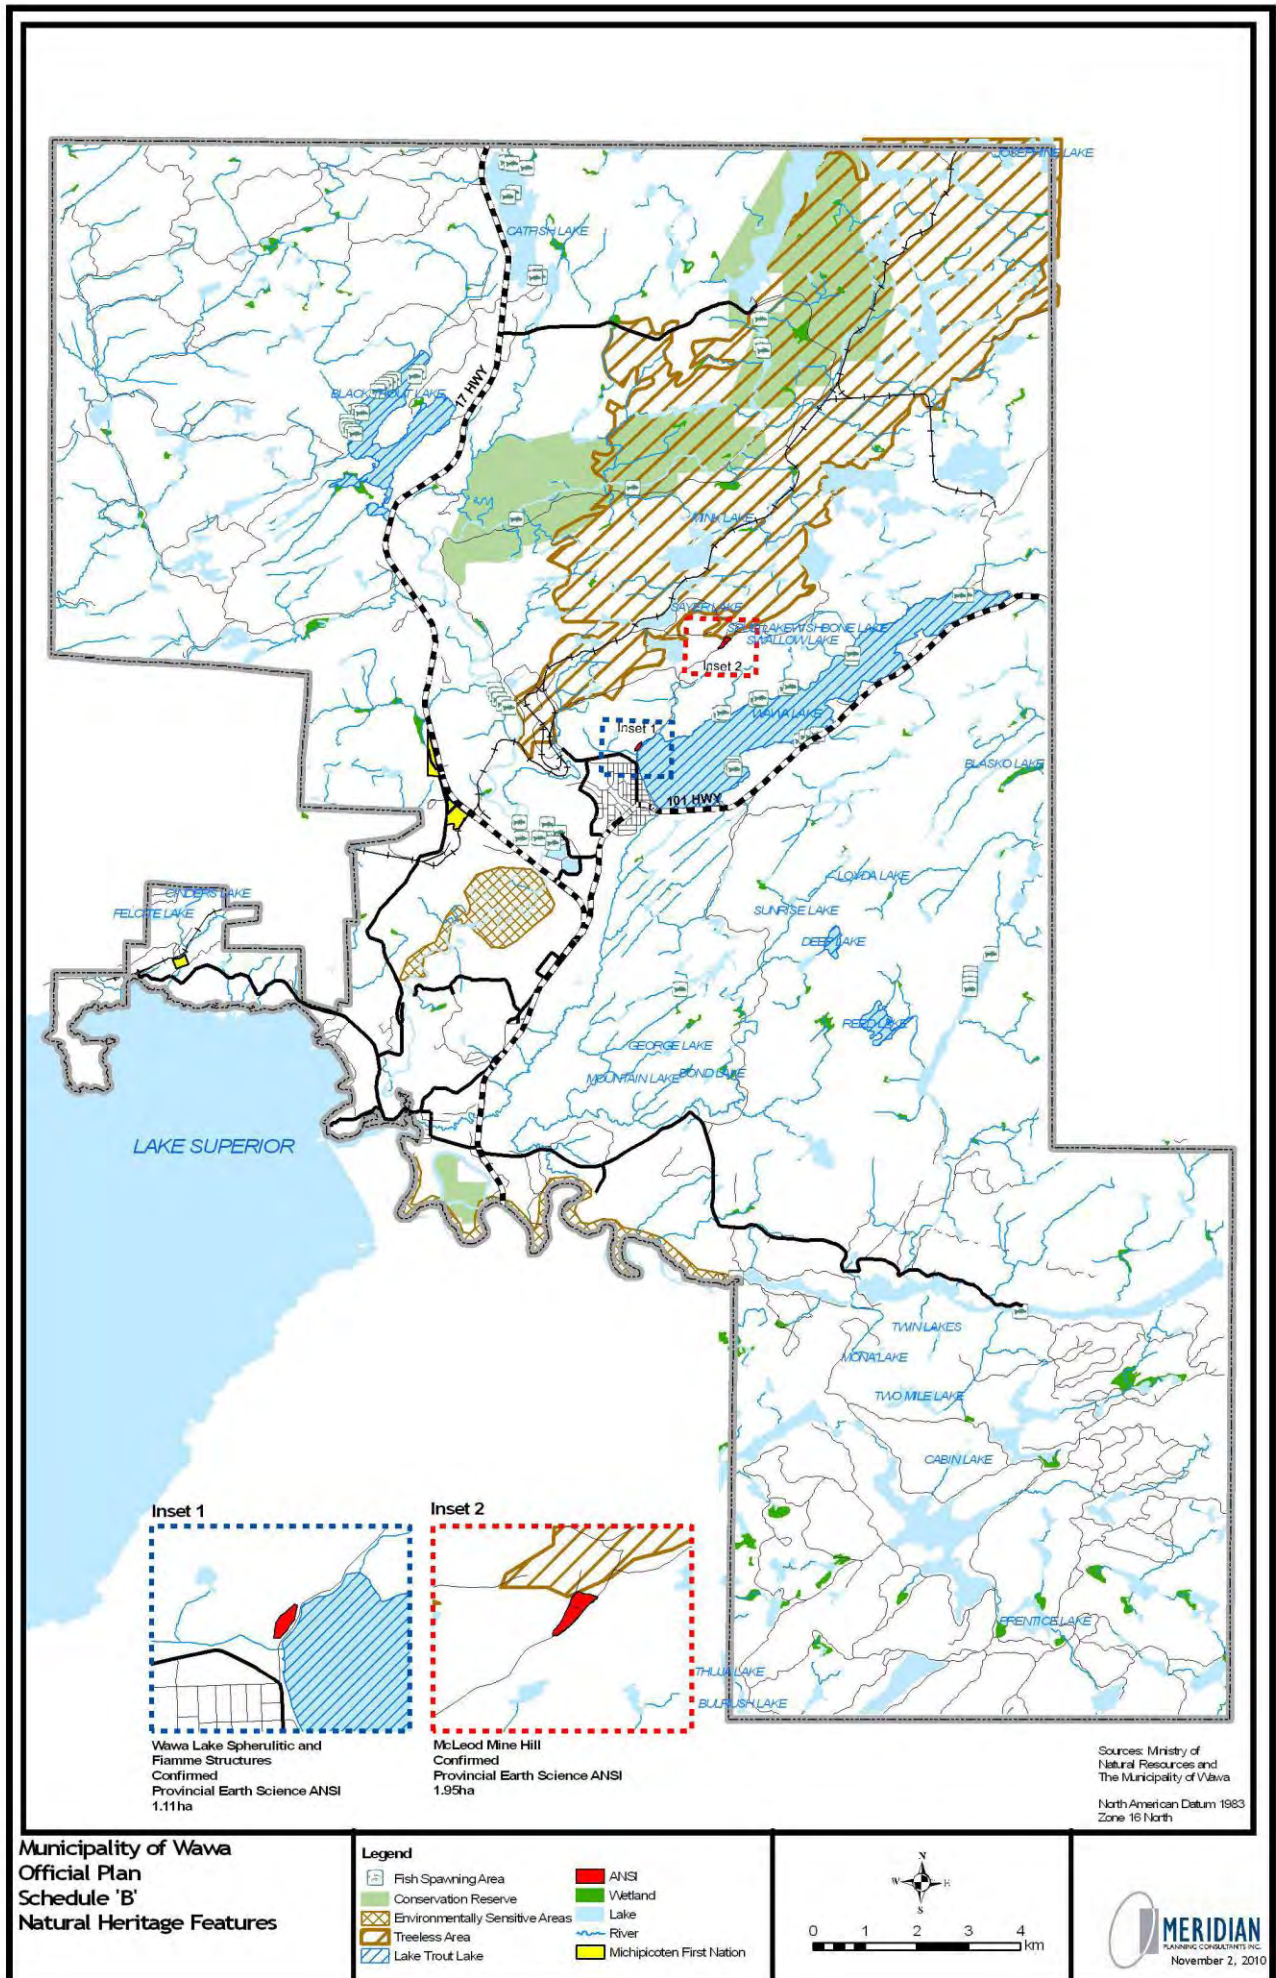 JOSEPHINE LAKE
CATFISH LAKE
BLACK TROUT LAKE
17 HWY
MINK LAKE
SAYER LAKE
WISHBONE LAKE
SWALLOW LAKE
Inset 2
Inset 1
WAWA LAKE
BLASKO LAKE
101 HWY
LOYDA LAKE
CINDERS LAKE
SUNRISE LAKE
DEEP LAKE
REED LAKE
GEORGE LAKE
MOUNTAIN LAKE
POND LAKE
LAKE SUPERIOR
TWIN LAKES
MONA LAKE
TWO MILE LAKE
CABIN LAKE
PRENTICE LAKE
THUJA LAKE
BULRUSH LAKE
Inset 1
Wawa Lake Spherulitic and
Fiamme Structures
Confirmed
Provincial Earth Science ANSI
1.11ha
Inset 2
McLeod Mine Hill
Confirmed
Provincial Earth Science ANSI
1.95ha
Sources: Ministry of
Natural Resources and
The Municipality of Wawa
North American Datum 1983
Zone 16 North
Municipality of Wawa
Official Plan
Schedule 'B'
Natural Heritage Features
Legend
Fish Spawning Area
Conservation Reserve
Environmentally Sensitive Areas
Treeless Area
Lake Trout Lake
ANSI
Wetland
Lake
River
Michipicoten First Nation
N
W
S
0 1 2 3 4
km
MERIDIAN
PLANNING CONSULTANTS INC.
November 2, 2010